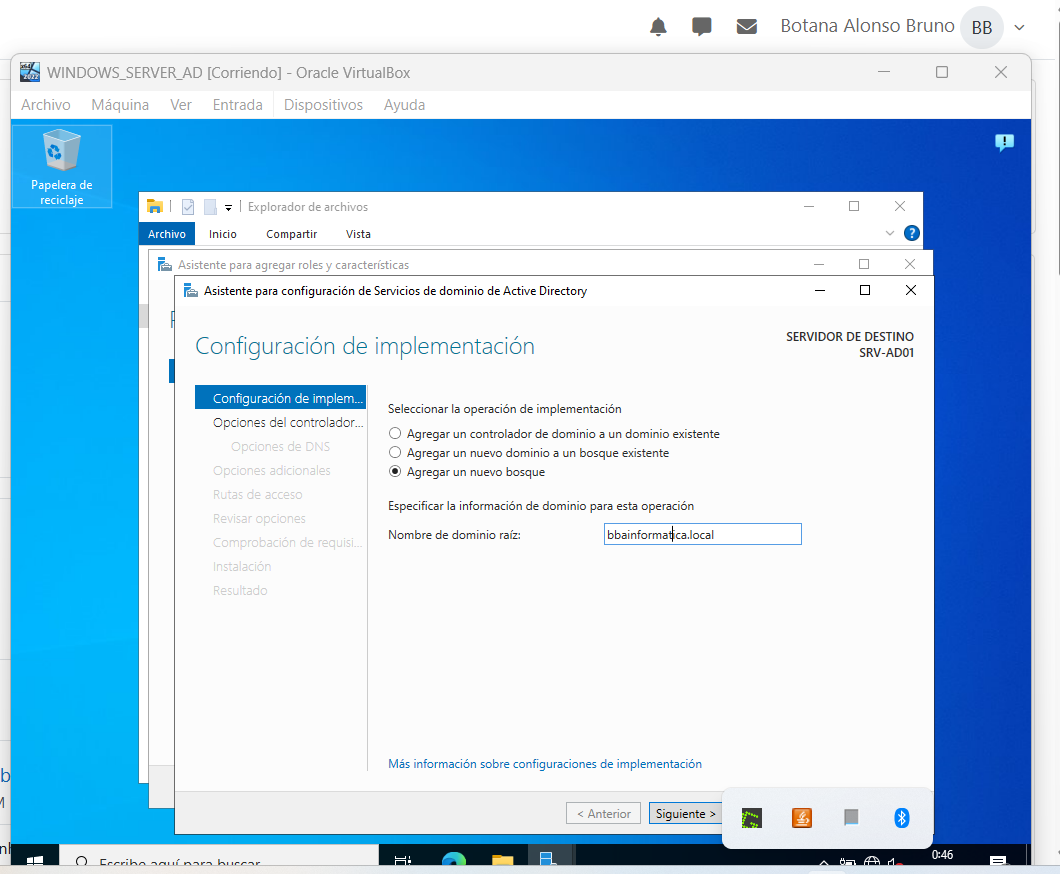 Botana Alonso Bruno BB
WINDOWS_SERVER_AD [Corriendo] - Oracle VirtualBox
Archivo Máquina Ver Entrada Dispositivos Ayuda
Papelera de
reciclaje
Explorador de archivos
Archivo Inicio Compartir Vista
Asistente para agregar roles y características
Asistente para configuración de Servicios de dominio de Active Directory
Configuración de implementación
SERVIDOR DE DESTINO
SRV-AD01
Configuración de implem...
Opciones del controlador...
Opciones de DNS
Opciones adicionales
Rutas de acceso
Revisar opciones
Comprobación de requisi...
Instalación
Resultado
Seleccionar la operación de implementación
Agregar un controlador de dominio a un dominio existente
Agregar un nuevo dominio a un bosque existente
Agregar un nuevo bosque
Especificar la información de dominio para esta operación
Nombre de dominio raíz: bbainformatica.local
Más información sobre configuraciones de implementación
< Anterior Siguiente >
Escribe aquí para buscar
0:46